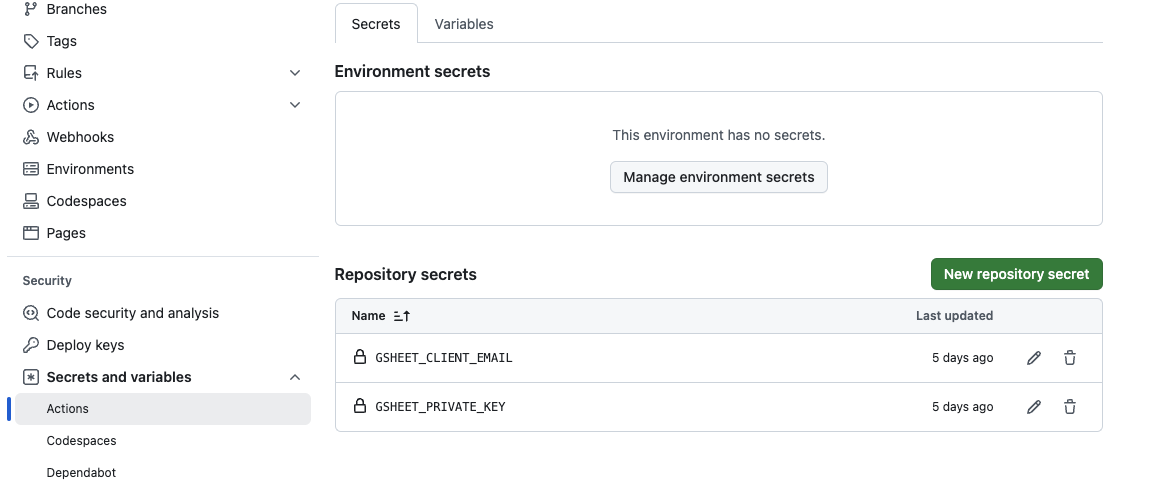 Branches
Tags
Rules
Actions
Webhooks
Environments
Codespaces
Pages
Security
Code security and analysis
Deploy keys
Secrets and variables
Actions
Codespaces
Dependabot
Secrets Variables
Environment secrets
This environment has no secrets.
Manage environment secrets
Repository secrets New repository secret
Name Last updated
GSHEET_CLIENT_EMAIL 5 days ago
GSHEET_PRIVATE_KEY 5 days ago